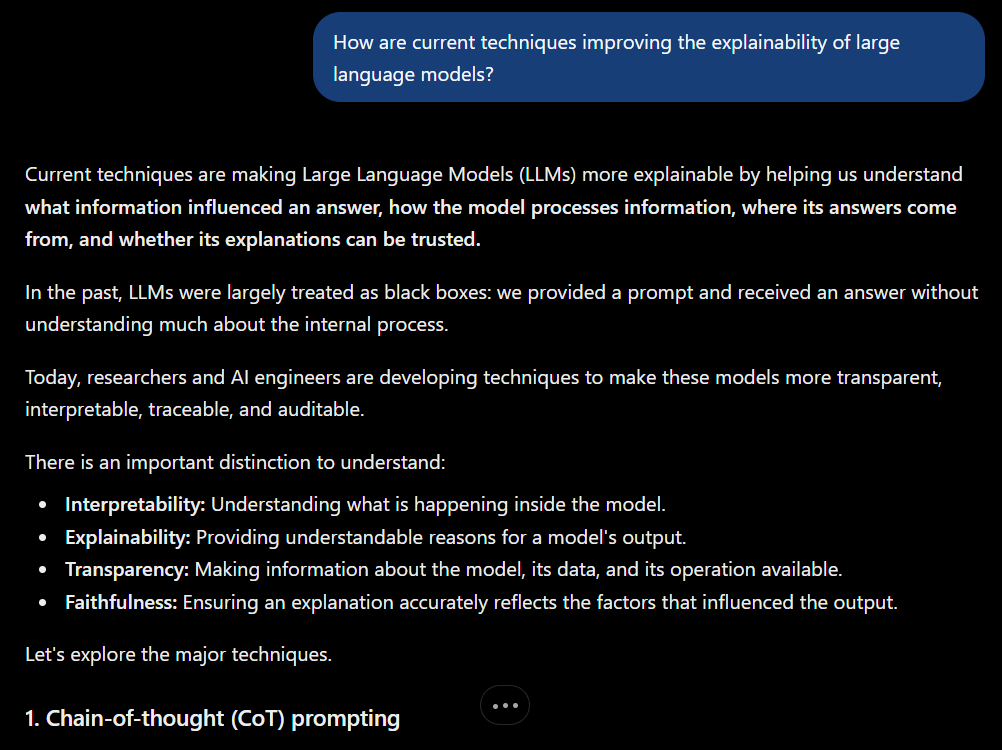 How are current techniques improving the explainability of large
language models?
Current techniques are making Large Language Models (LLMs) more explainable by helping us understand
what information influenced an answer, how the model processes information, where its answers come
from, and whether its explanations can be trusted.
In the past, LLMs were largely treated as black boxes: we provided a prompt and received an answer without
understanding much about the internal process.
Today, researchers and AI engineers are developing techniques to make these models more transparent,
interpretable, traceable, and auditable.
There is an important distinction to understand:
• Interpretability: Understanding what is happening inside the model.
• Explainability: Providing understandable reasons for a model's output.
• Transparency: Making information about the model, its data, and its operation available.
• Faithfulness: Ensuring an explanation accurately reflects the factors that influenced the output.
Let's explore the major techniques.
1. Chain-of-thought (CoT) prompting